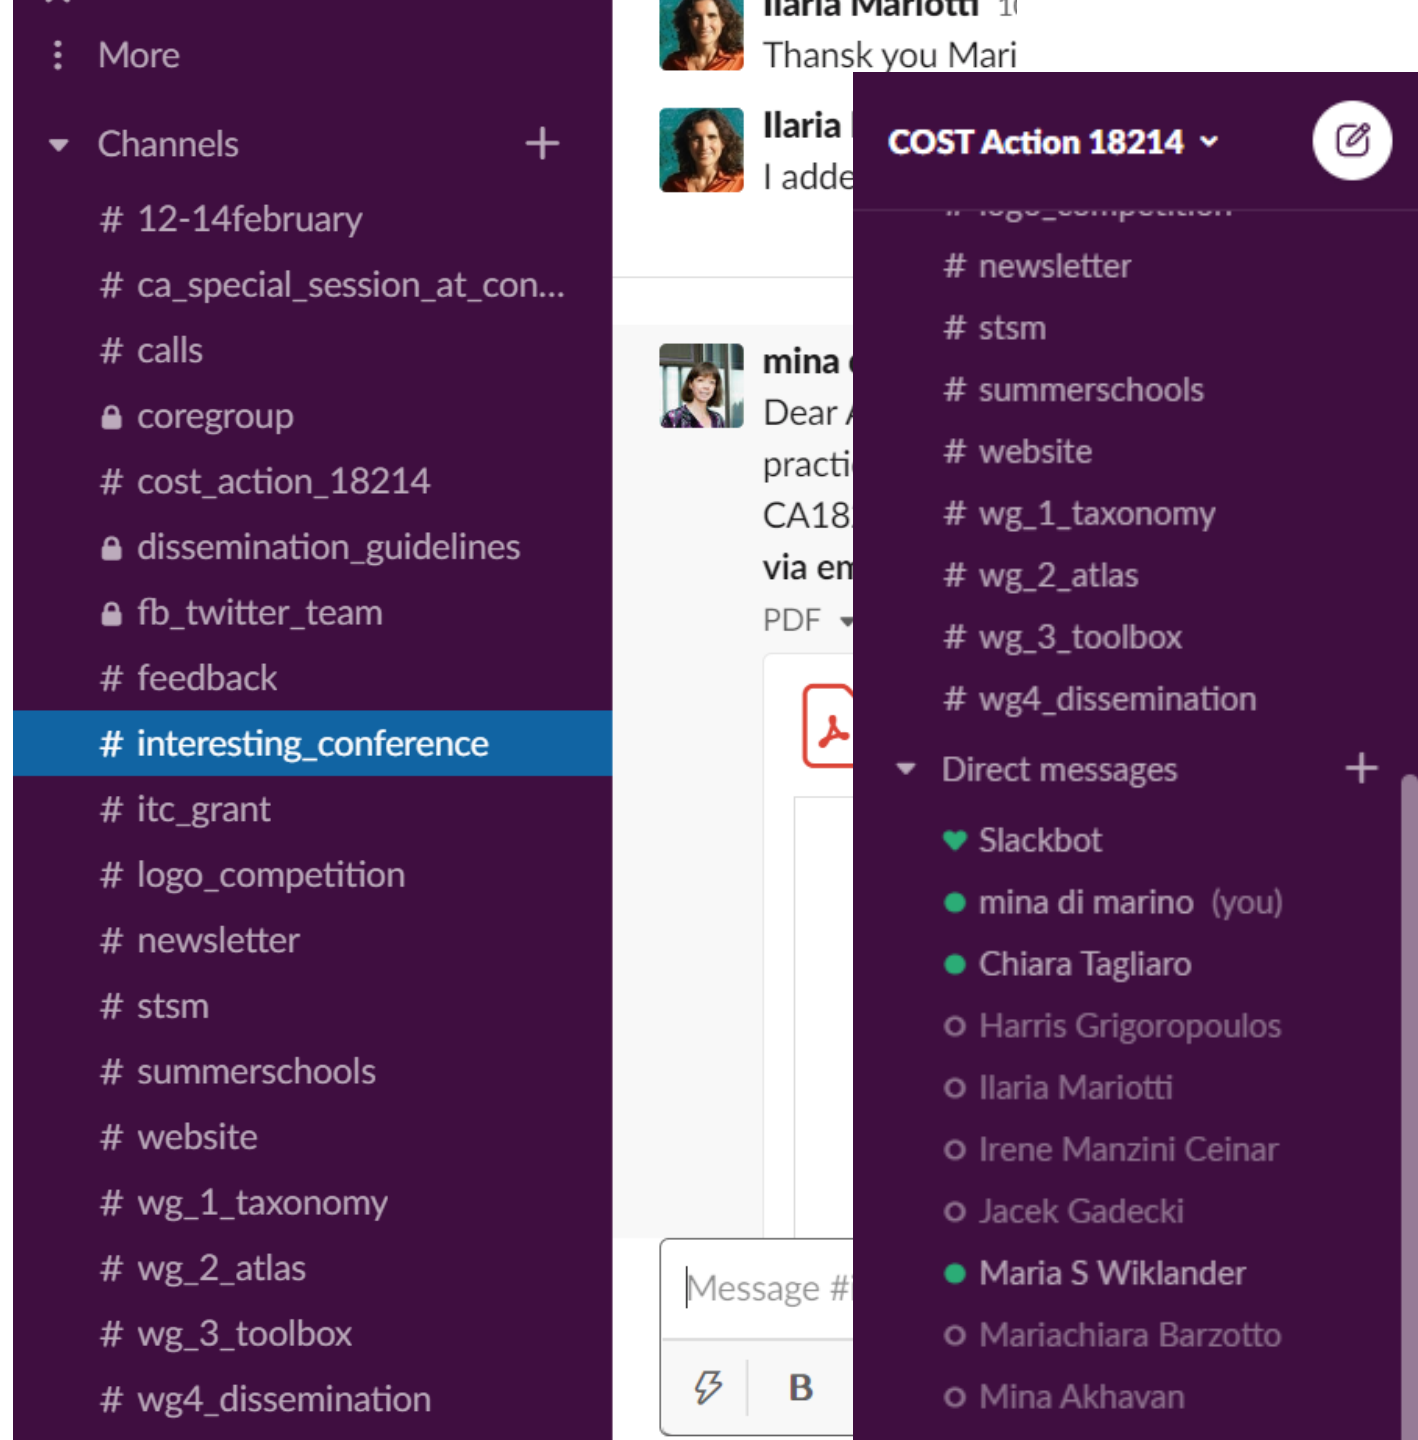 More
Channels
# 12-14february
# ca_special_session_at_con...
# calls
coregroup
# cost_action_18214
dissemination_guidelines
fb_twitter_team
# feedback
# interesting_conference
# itc_grant
# logo_competition
# newsletter
# stsm
# summerschools
# website
# wg_1_taxonomy
# wg_2_atlas
# wg_3_toolbox
# wg4_dissemination
Ilaria Mariotti
Thansk you Mari
Ilaria
I adde
mina
Dear
practi
CA18
via em
PDF
Message #
B
COST Action 18214
# logo_competition
# newsletter
# stsm
# summerschools
# website
# wg_1_taxonomy
# wg_2_atlas
# wg_3_toolbox
# wg4_dissemination
Direct messages
Slackbot
mina di marino (you)
Chiara Tagliaro
Harris Grigoropoulos
Ilaria Mariotti
Irene Manzini Ceinar
Jacek Gadecki
Maria S Wiklander
Mariachiara Barzotto
Mina Akhavan